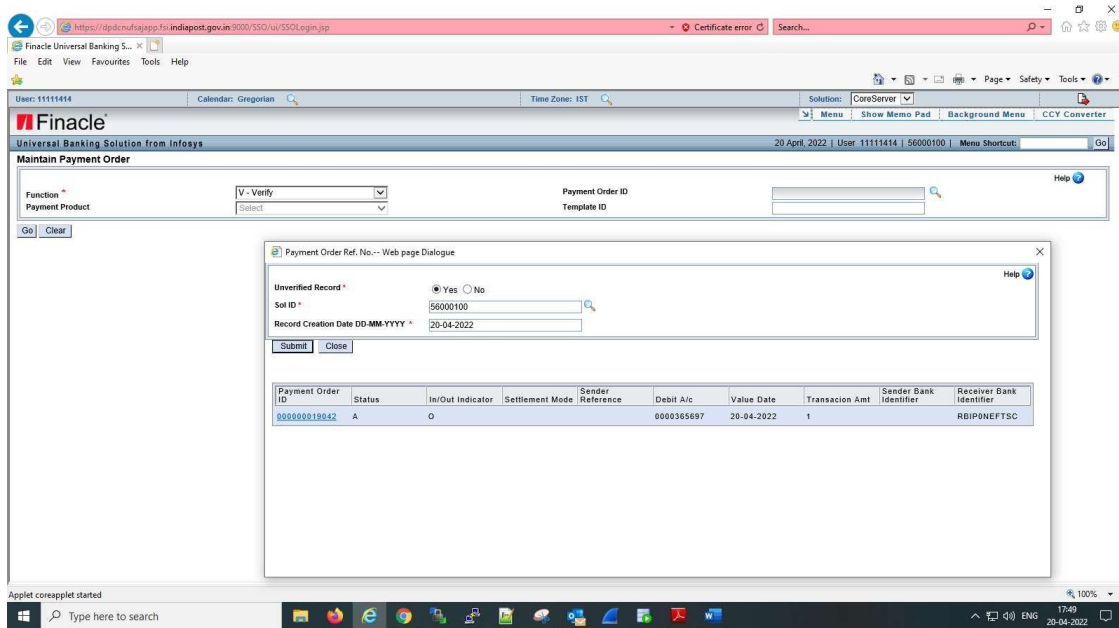 https://dpdcnufsajapp.fsi.indiapost.gov.in:9000/SSO/ui/SSOLogin.jsp
Certificate error
Search...
Finacle Universal Banking S...
File Edit View Favourites Tools Help
Page Safety Tools
User: 11111414 Calendar: Gregorian Time Zone: IST Solution: CoreServer
Finacle
Menu Show Memo Pad Background Menu CCY Converter
Universal Banking Solution from Infosys 20 April, 2022 | User 11111414 | 56000100 | Menu Shortcut: Go
Maintain Payment Order
Help
Function * V - Verify Payment Order ID
Payment Product Select Template ID
Go Clear
Payment Order Ref. No.-- Web page Dialogue
Help
Unverified Record * Yes No
Sol ID * 56000100
Record Creation Date DD-MM-YYYY * 20-04-2022
Submit Close
Payment Order ID Status In/Out Indicator Settlement Mode Sender Reference Debit A/c Value Date Transacion Amt Sender Bank Identifier Receiver Bank Identifier
000000019042 A O 0000365697 20-04-2022 1 RBIP0NEFTSC
Applet coreapplet started
100%
Type here to search
ENG
17:49
20-04-2022